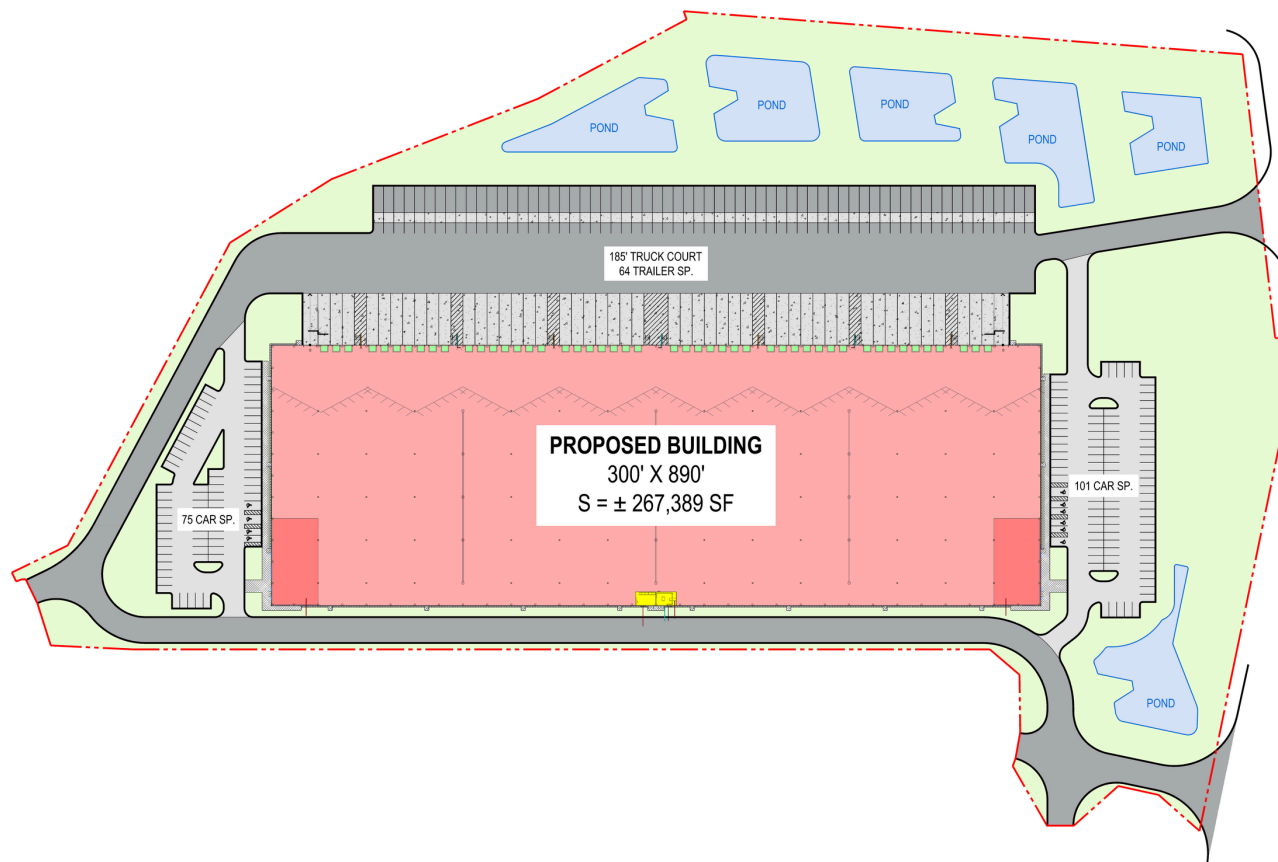 POND
POND
POND
POND
POND
185' TRUCK COURT
64 TRAILER SP.
PROPOSED BUILDING
300' X 890'
S = ± 267,389 SF
75 CAR SP.
101 CAR SP.
POND